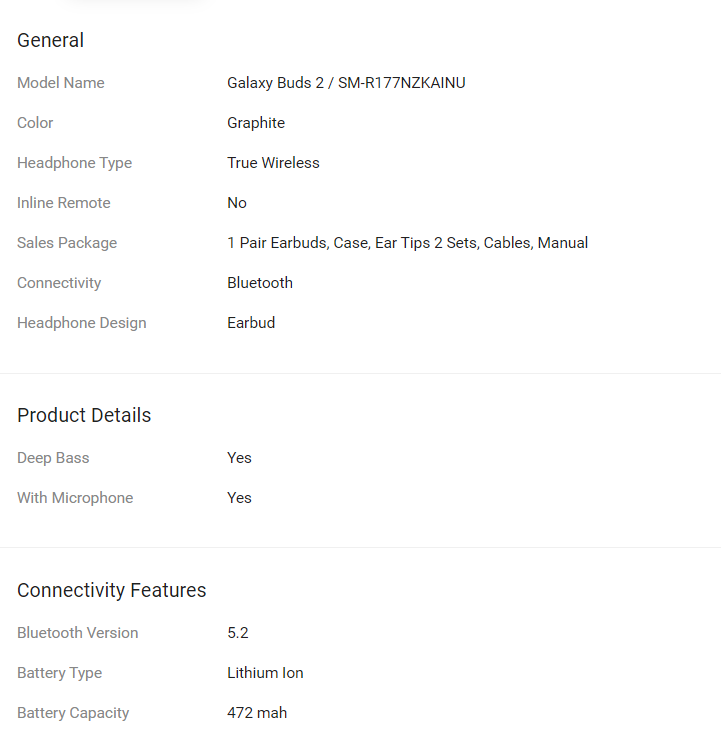 General
Model Name Galaxy Buds 2 / SM-R177NZKAINU
Color Graphite
Headphone Type True Wireless
Inline Remote No
Sales Package 1 Pair Earbuds, Case, Ear Tips 2 Sets, Cables, Manual
Connectivity Bluetooth
Headphone Design Earbud
Product Details
Deep Bass Yes
With Microphone Yes
Connectivity Features
Bluetooth Version 5.2
Battery Type Lithium Ion
Battery Capacity 472 mah